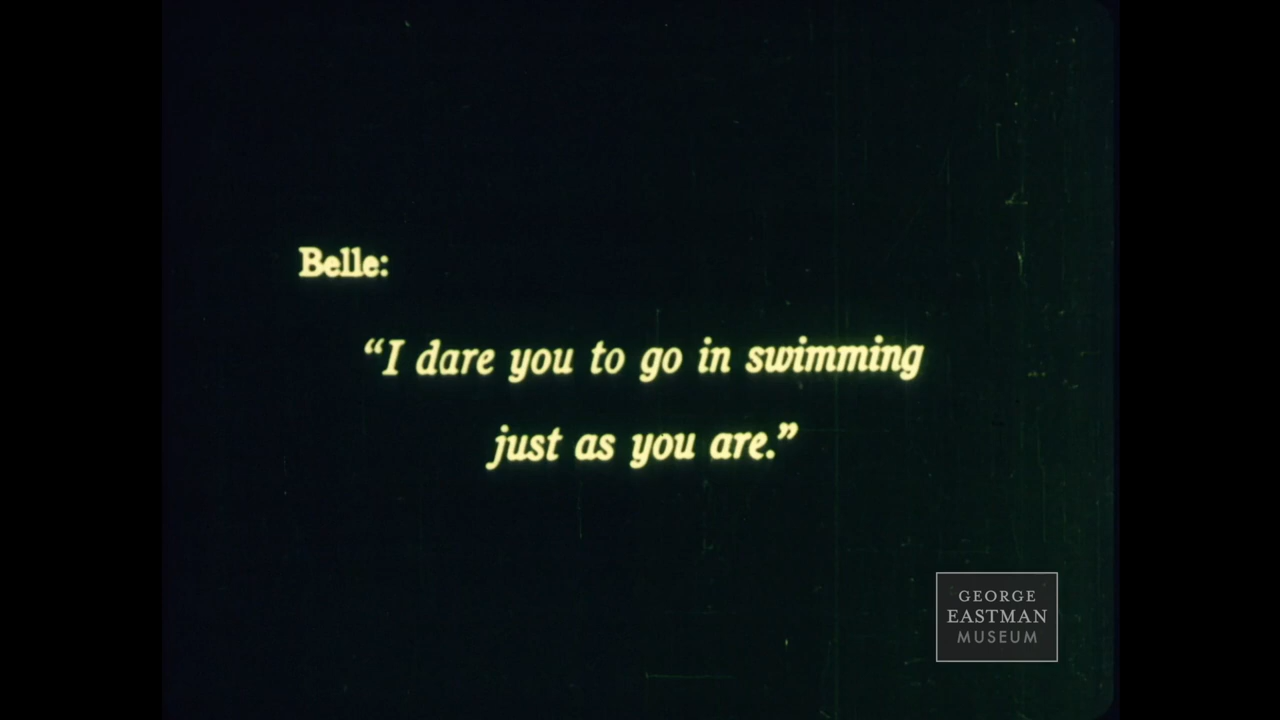 Belle:
“I dare you to go in swimming
just as you are.”
GEORGE
EASTMAN
MUSEUM